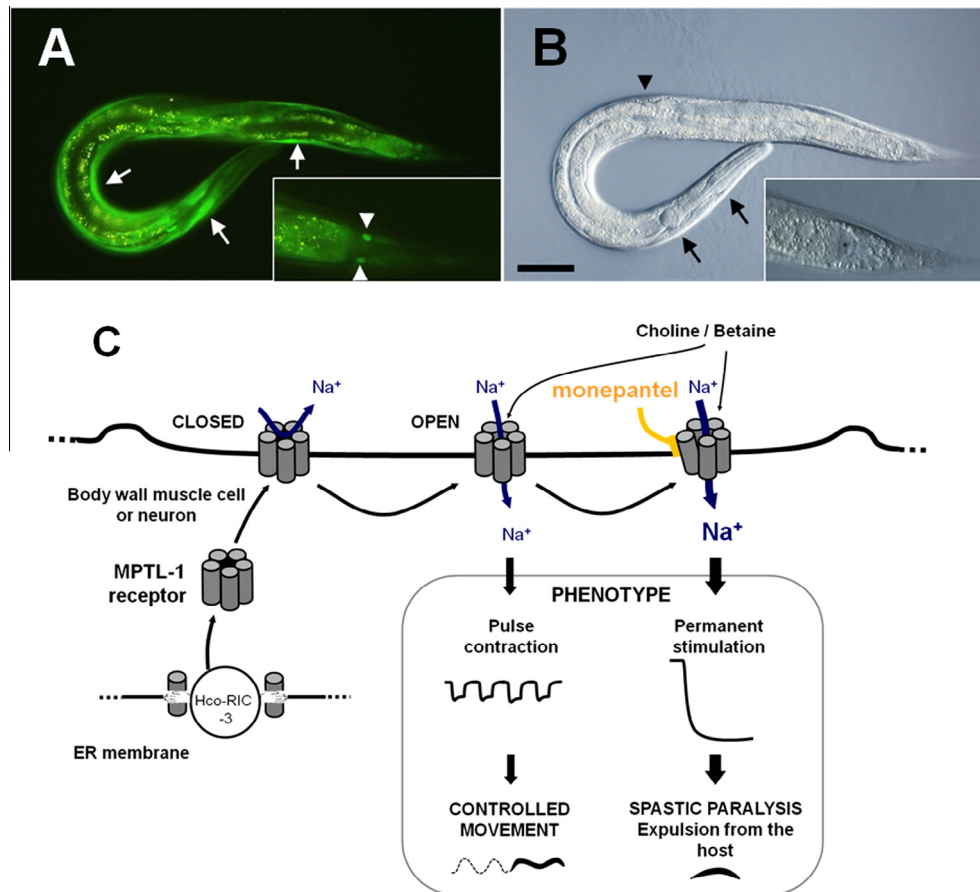 A
B
C
Choline / Betaine
Na⁺
CLOSED
Na⁺
OPEN
monepantel
Na⁺
Body wall muscle cell
or neuron
Na⁺
Na⁺
MPTL-1
receptor
Hco-RIC
-3
ER membrane
PHENOTYPE
Pulse
contraction
Permanent
stimulation
CONTROLLED
MOVEMENT
SPASTIC PARALYSIS
Expulsion from the
host